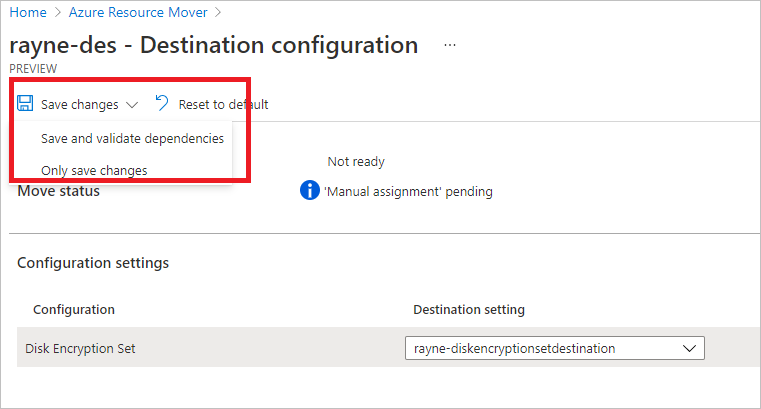 Home > Azure Resource Mover >
rayne-des - Destination configuration ...
PREVIEW
Save changes Reset to default
Save and validate dependencies
Only save changes
Not ready
Move status 'Manual assignment' pending
Configuration settings
Configuration Destination setting
Disk Encryption Set rayne-diskencryptionsetdestination